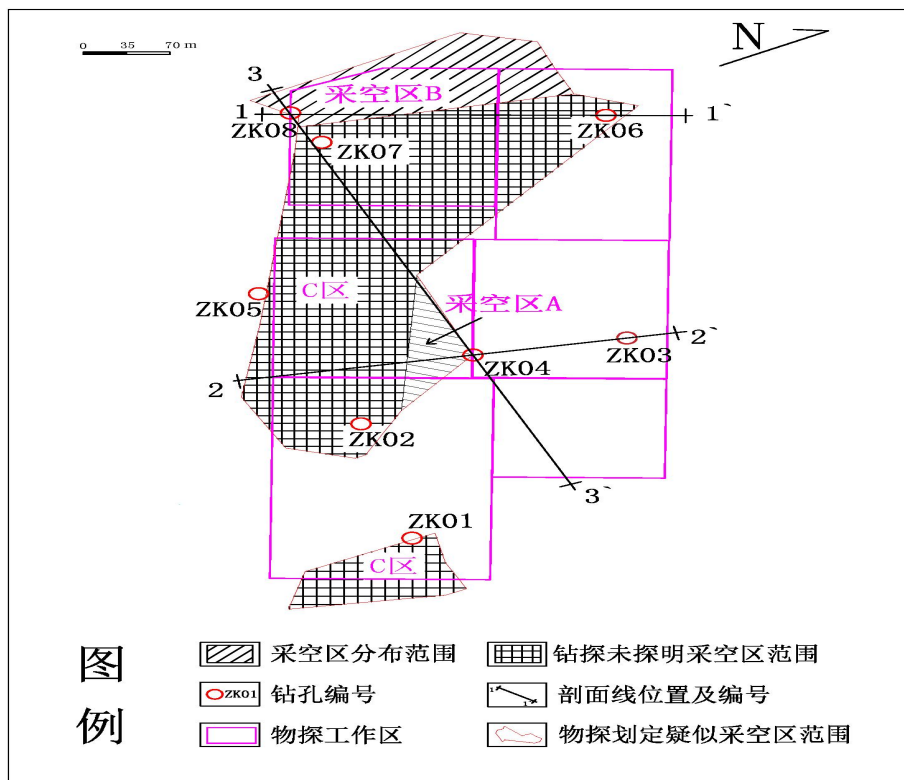 0 35 70 m
N
3
采空区B
1
1`
ZK08
ZK06
ZK07
C区
采空区A
ZK05
2`
ZK03
ZK04
2
ZK02
3`
ZK01
C区
图例
采空区分布范围
钻探未探明采空区范围
ZK01 钻孔编号
1 1 剖面线位置及编号
物探工作区
物探划定疑似采空区范围